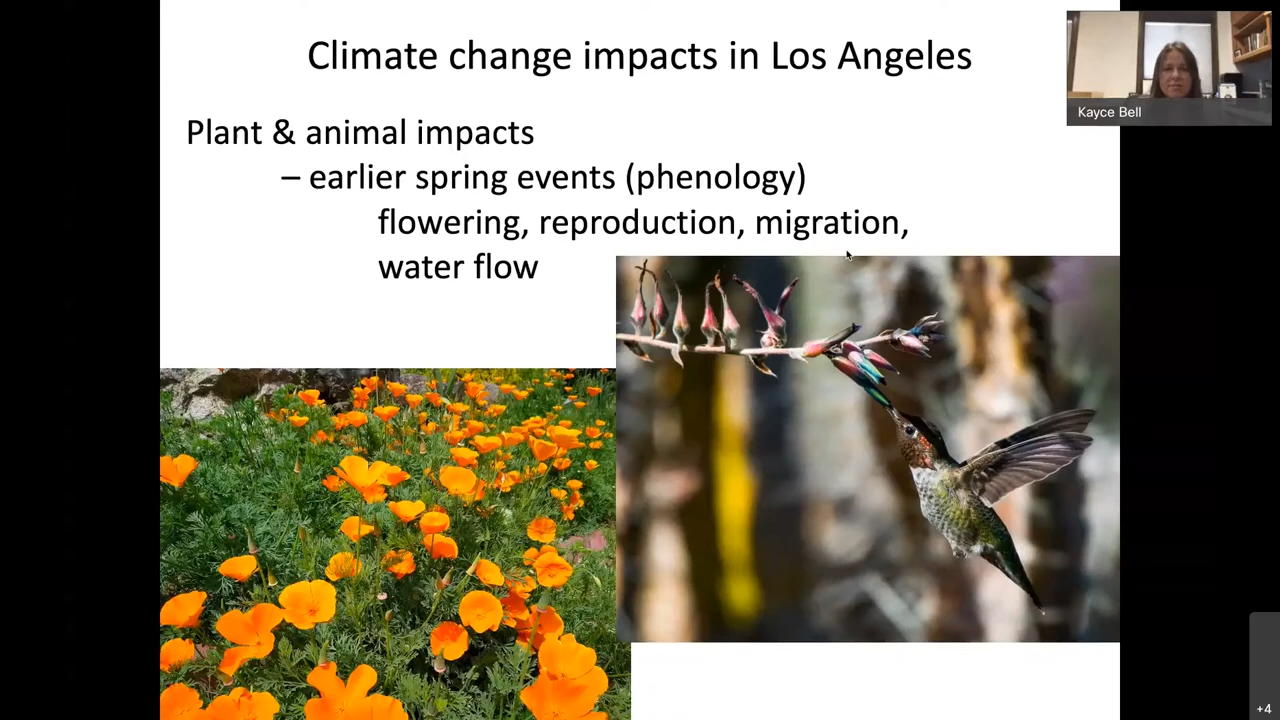 Climate change impacts in Los Angeles
Kayce Bell
Plant & animal impacts
– earlier spring events (phenology)
flowering, reproduction, migration,
water flow
+4